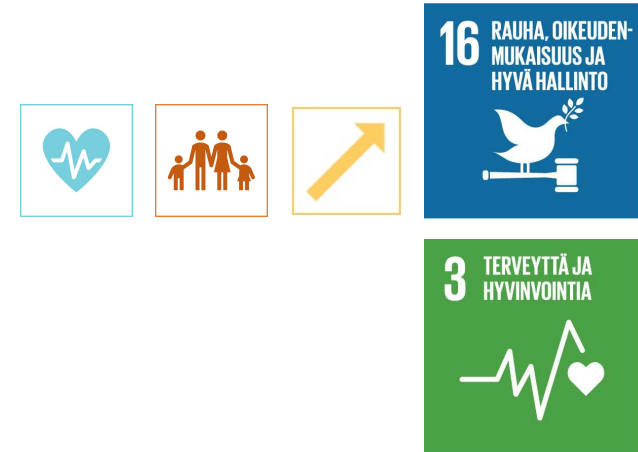 16 RAUHA, OIKEUDEN-
MUKAISUUS JA
HYVÄ HALLINTO
3 TERVEYTTÄ JA
HYVINVOINTIA